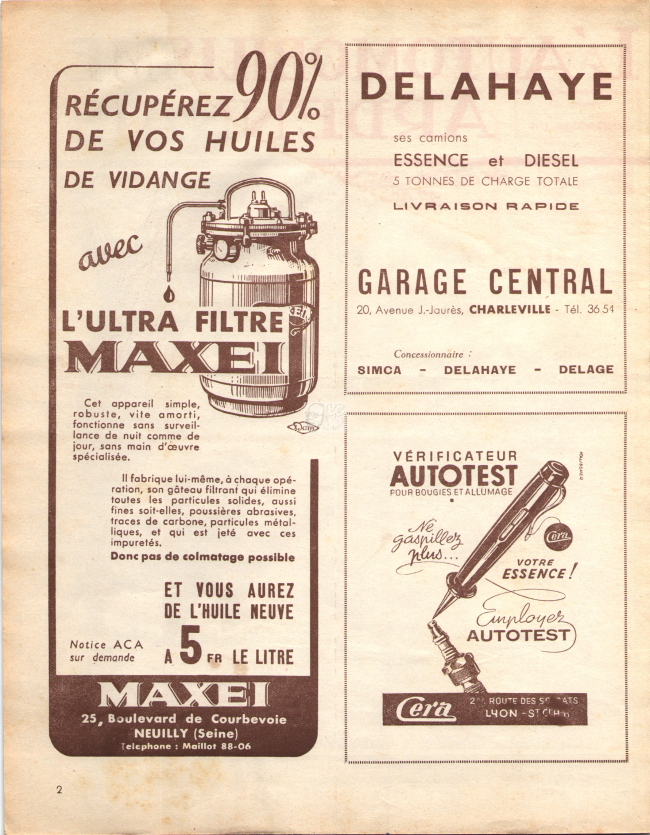 RÉCUPÉREZ 90%
DE VOS HUILES
DE VIDANGE
avec
L'ULTRA FILTRE
MAXEI
Cet appareil simple,
robuste, vite amorti,
fonctionne sans surveil-
lance de nuit comme de
jour, sans main d'œuvre
spécialisée.
Il fabrique lui-même, à chaque opé-
ration, son gâteau filtrant qui élimine
toutes les particules solides, aussi
fines soit-elles, poussières abrasives,
traces de carbone, particules métal-
liques, et qui est jeté avec ces
impuretés.
Donc pas de colmatage possible
ET VOUS AUREZ
DE L'HUILE NEUVE
A 5 FR LE LITRE
Notice ACA
sur demande
MAXEI
25, Boulevard de Courbevoie
NEUILLY (Seine)
Telephone : Maillot 88-06
2
DELAHAYE
ses camions
ESSENCE et DIESEL
5 TONNES DE CHARGE TOTALE
LIVRAISON RAPIDE
GARAGE CENTRAL
20, Avenue J.-Jaurès, CHARLEVILLE - Tél. 36.54
Concessionnaire :
SIMCA - DELAHAYE - DELAGE
VÉRIFICATEUR
AUTOTEST
POUR BOUGIES ET ALLUMAGE
Ne
gaspillez
plus...
Cera
VOTRE
ESSENCE !
Employez
AUTOTEST
Cera
ROUTE DES
LYON - ST